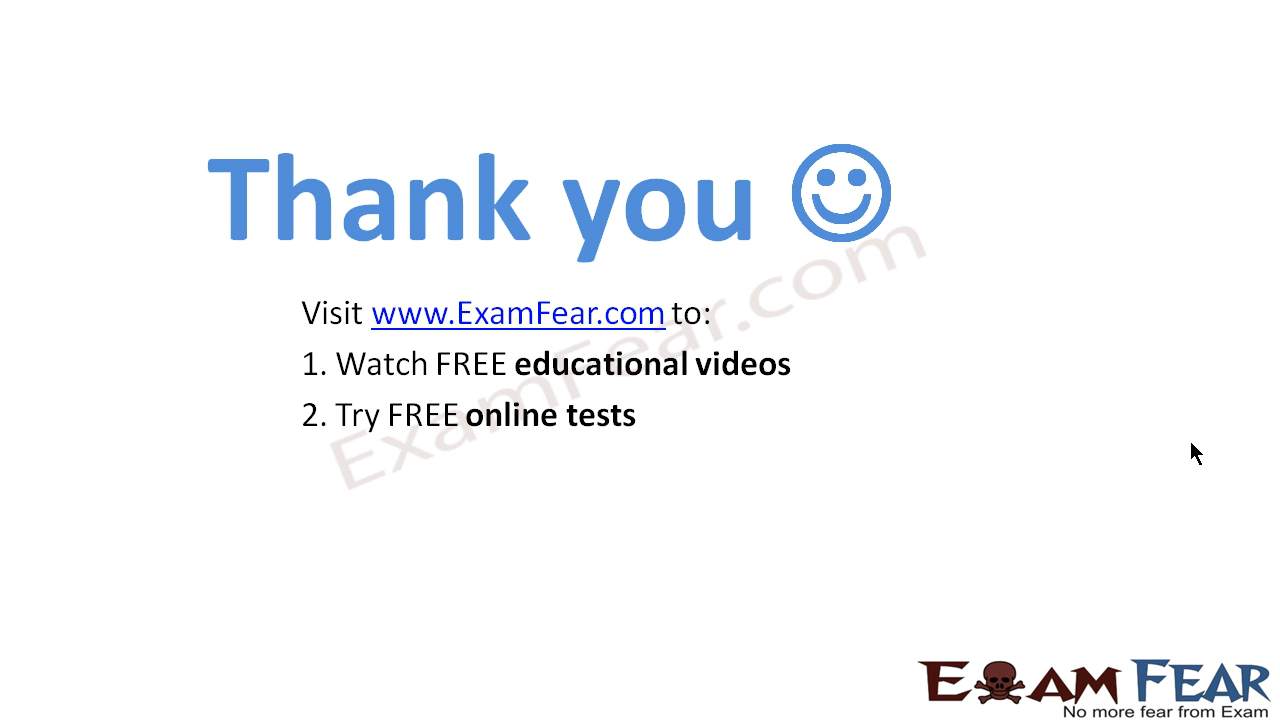 Thank you ☺
Visit www.ExamFear.com to:
1. Watch FREE educational videos
2. Try FREE online tests
ExamFear.com
EXAM FEAR
No more fear from Exam